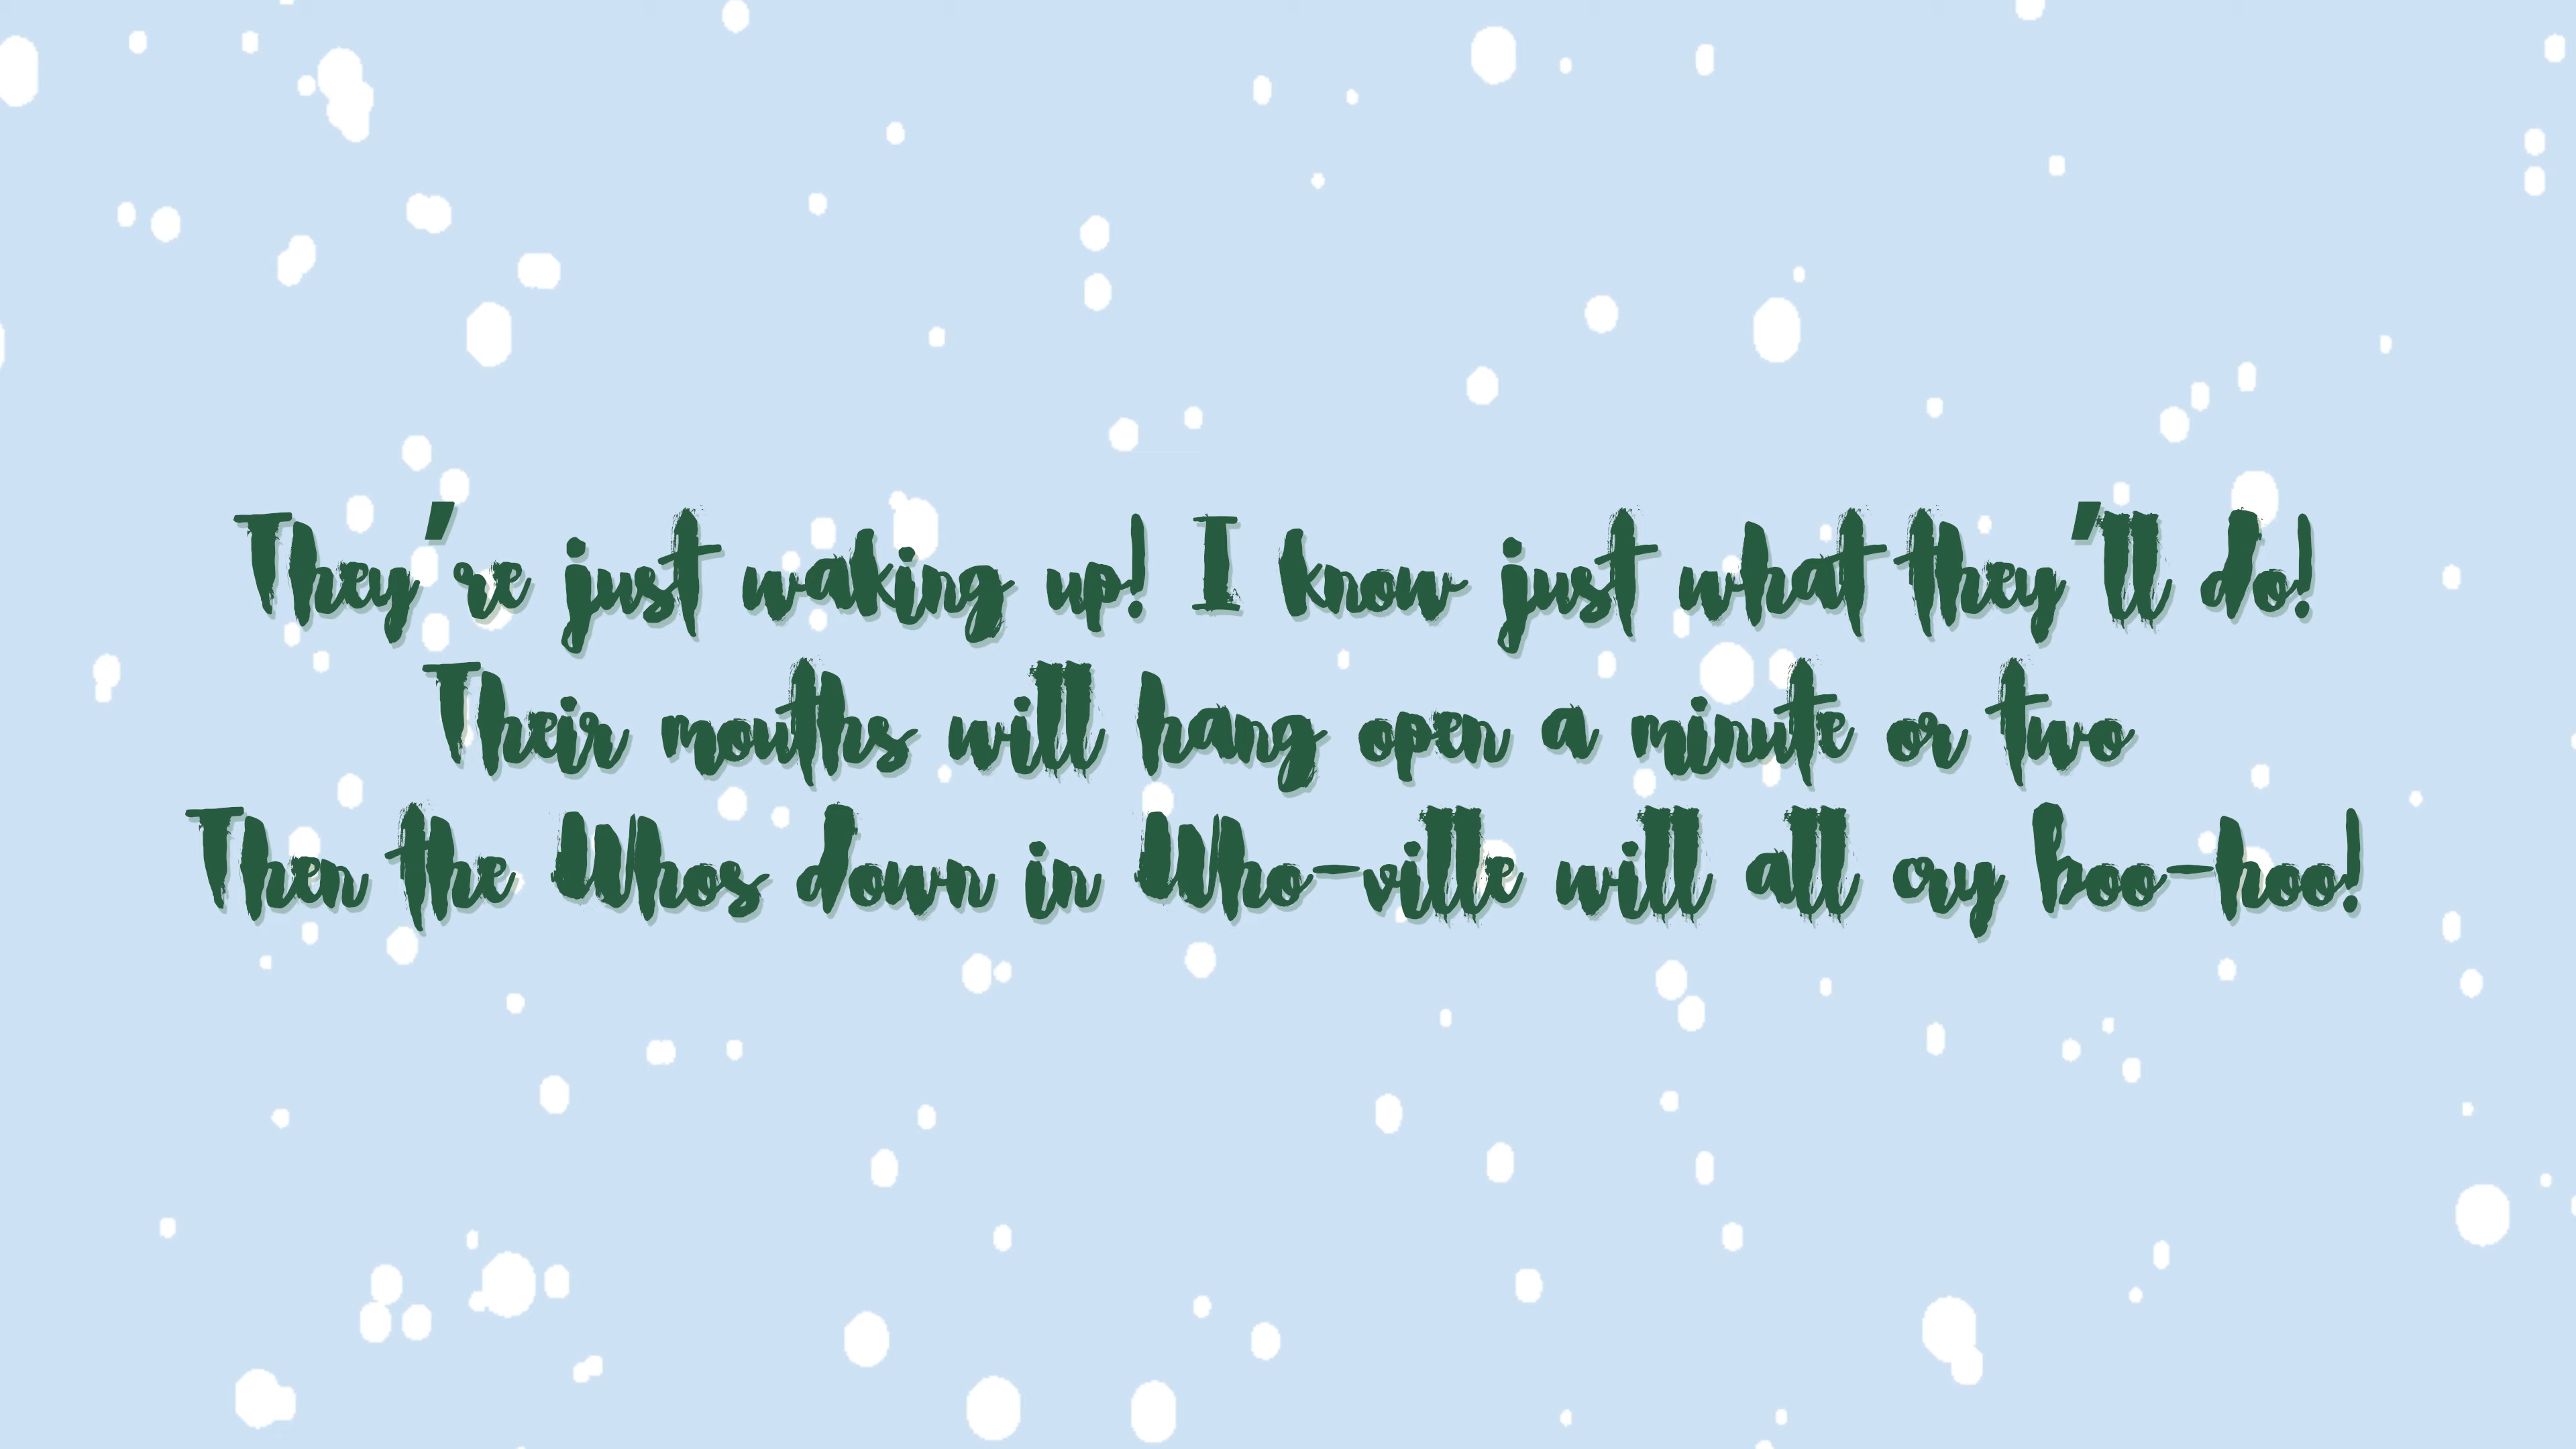 They're just waking up! I know just what they'll do!
Their mouths will hang open a minute or two
Then the Whos down in Who-ville will all cry boo-hoo!